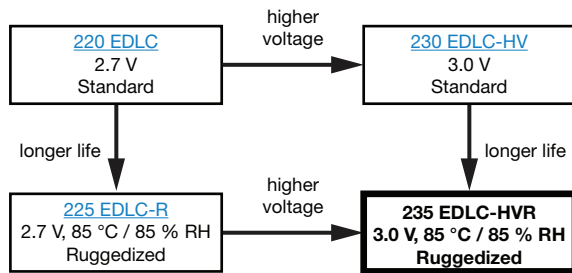 220 EDLC
2.7 V
Standard
higher
voltage
230 EDLC-HV
3.0 V
Standard
longer life
longer life
225 EDLC-R
2.7 V, 85 °C / 85 % RH
Ruggedized
higher
voltage
235 EDLC-HVR
3.0 V, 85 °C / 85 % RH
Ruggedized